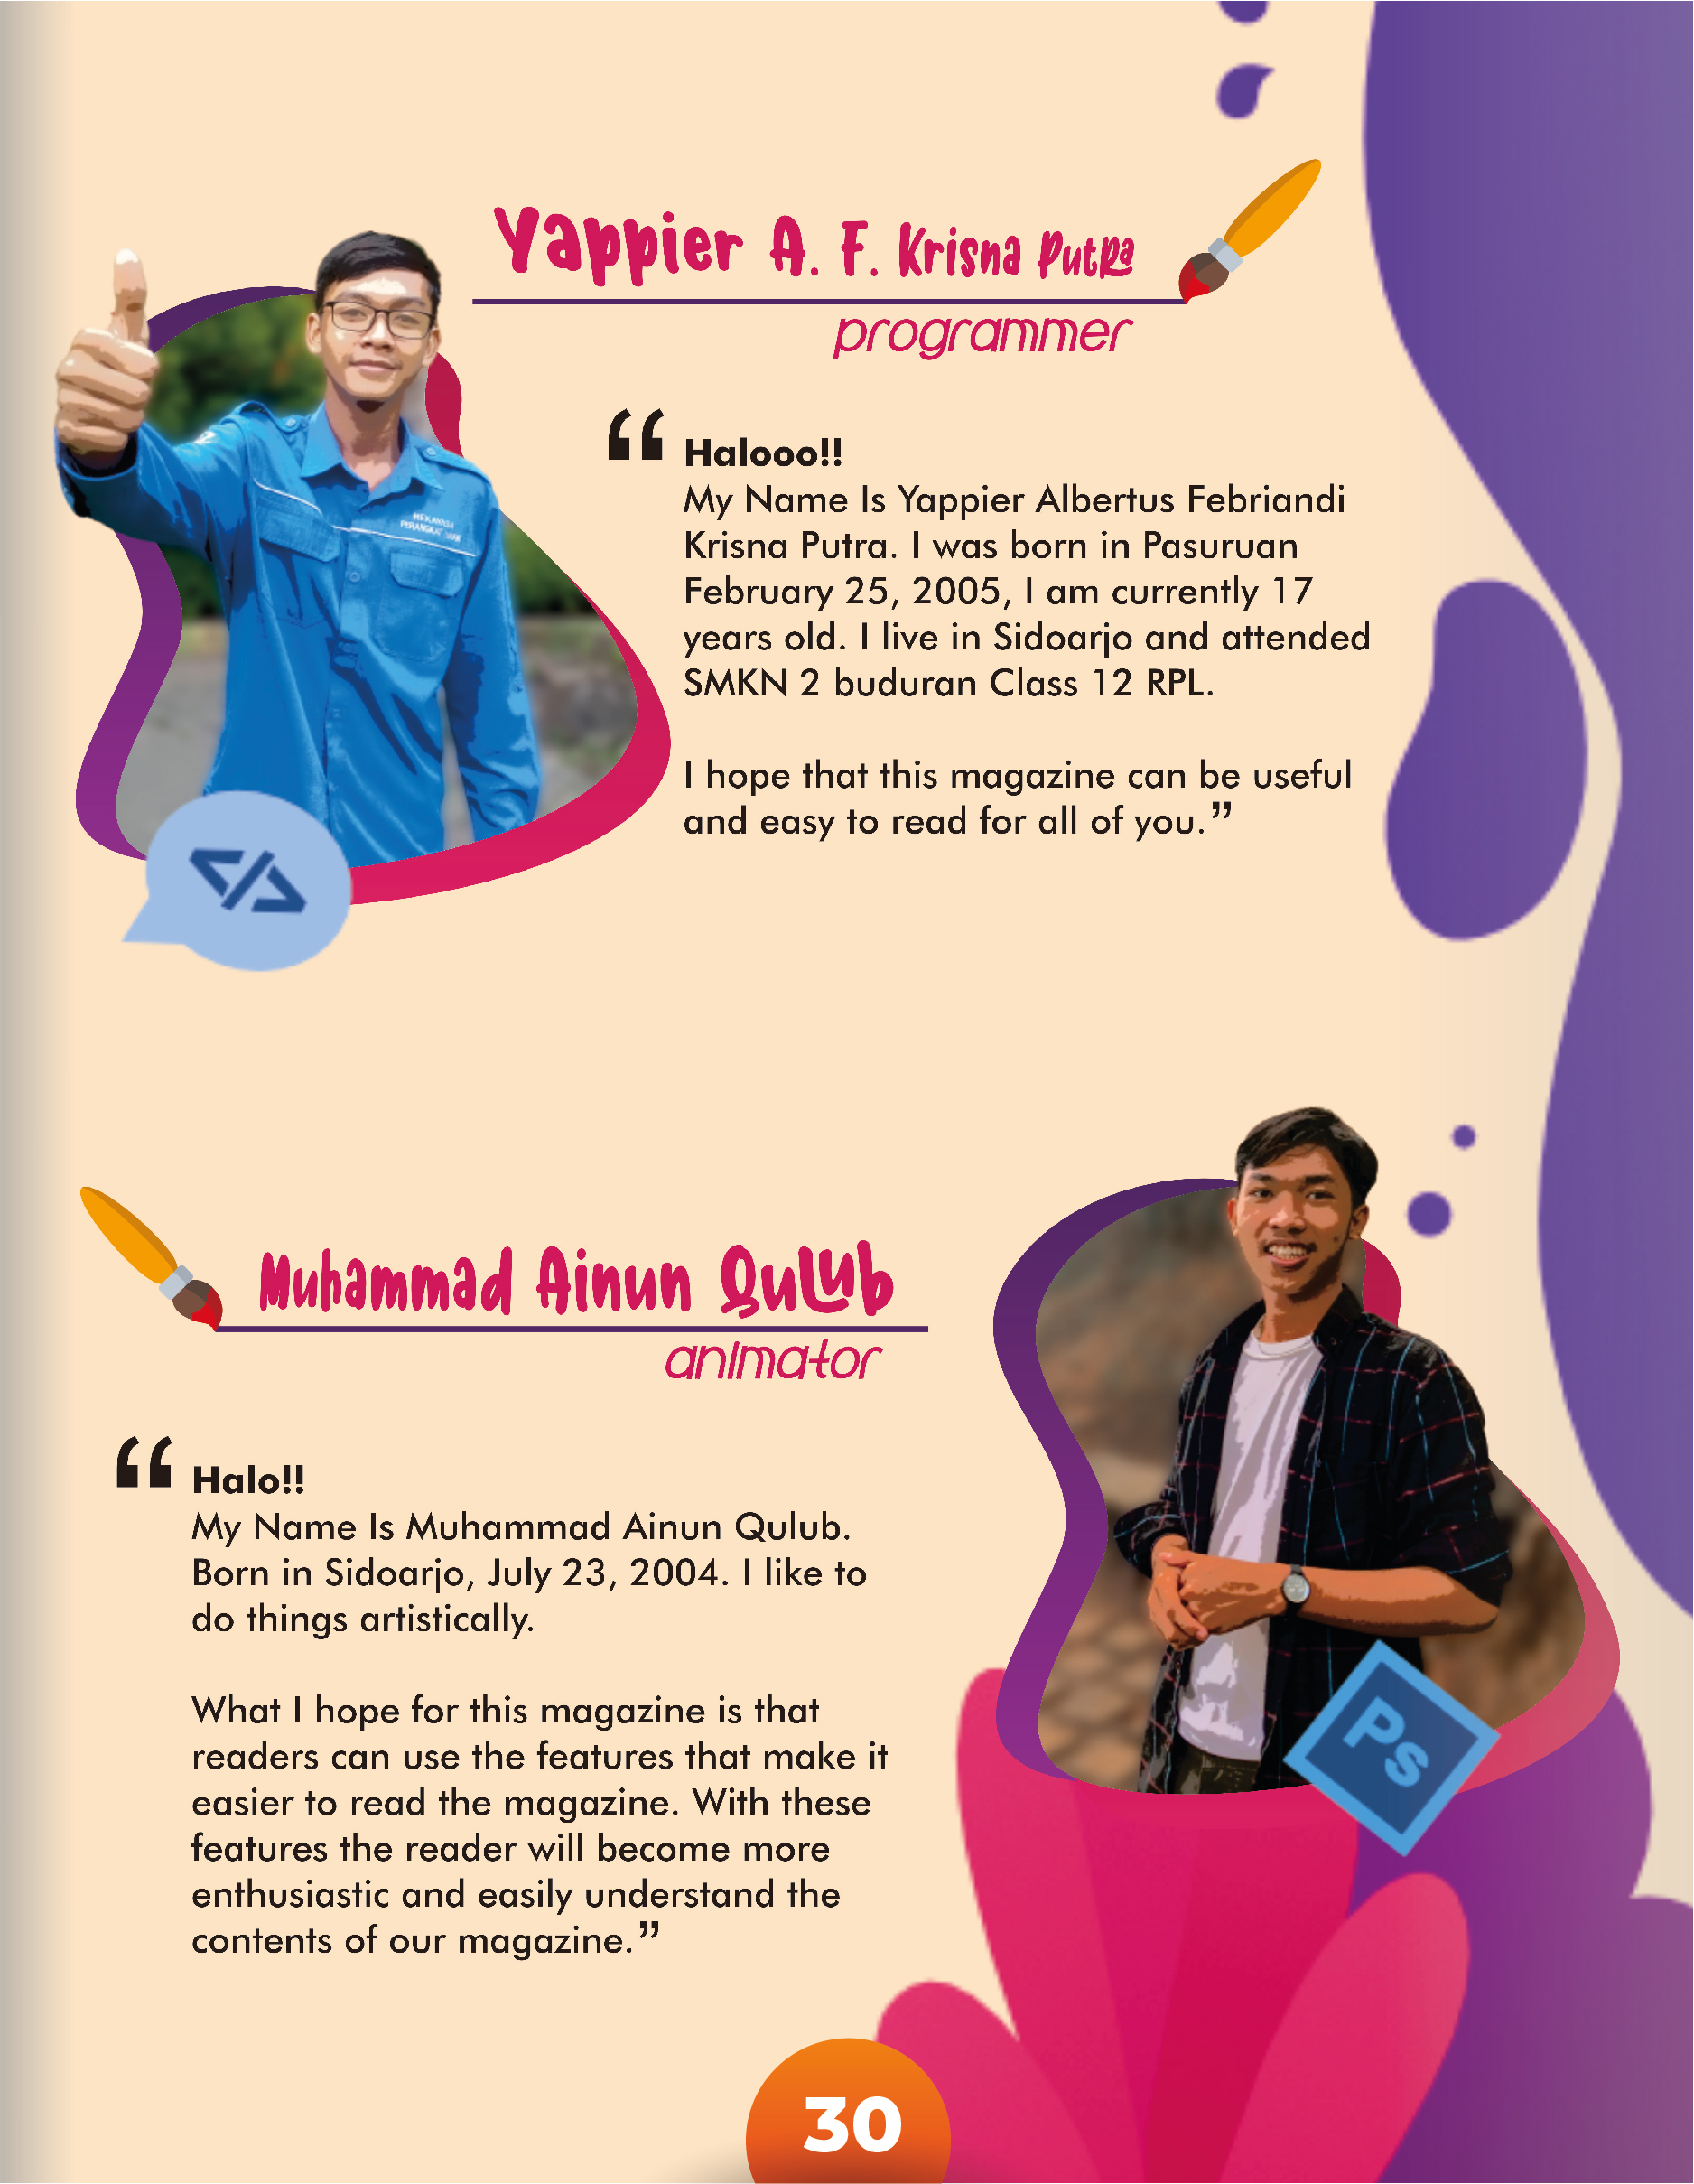 Yappier A. F. Krisna Putra
programmer
“ Halooo!!
My Name Is Yappier Albertus Febriandi
Krisna Putra. I was born in Pasuruan
February 25, 2005, I am currently 17
years old. I live in Sidoarjo and attended
SMKN 2 buduran Class 12 RPL.
I hope that this magazine can be useful
and easy to read for all of you.”
</>
Muhammad Ainun Qulub
animator
“ Halo!!
My Name Is Muhammad Ainun Qulub.
Born in Sidoarjo, July 23, 2004. I like to
do things artistically.
What I hope for this magazine is that
readers can use the features that make it
easier to read the magazine. With these
features the reader will become more
enthusiastic and easily understand the
contents of our magazine.”
Ps
30